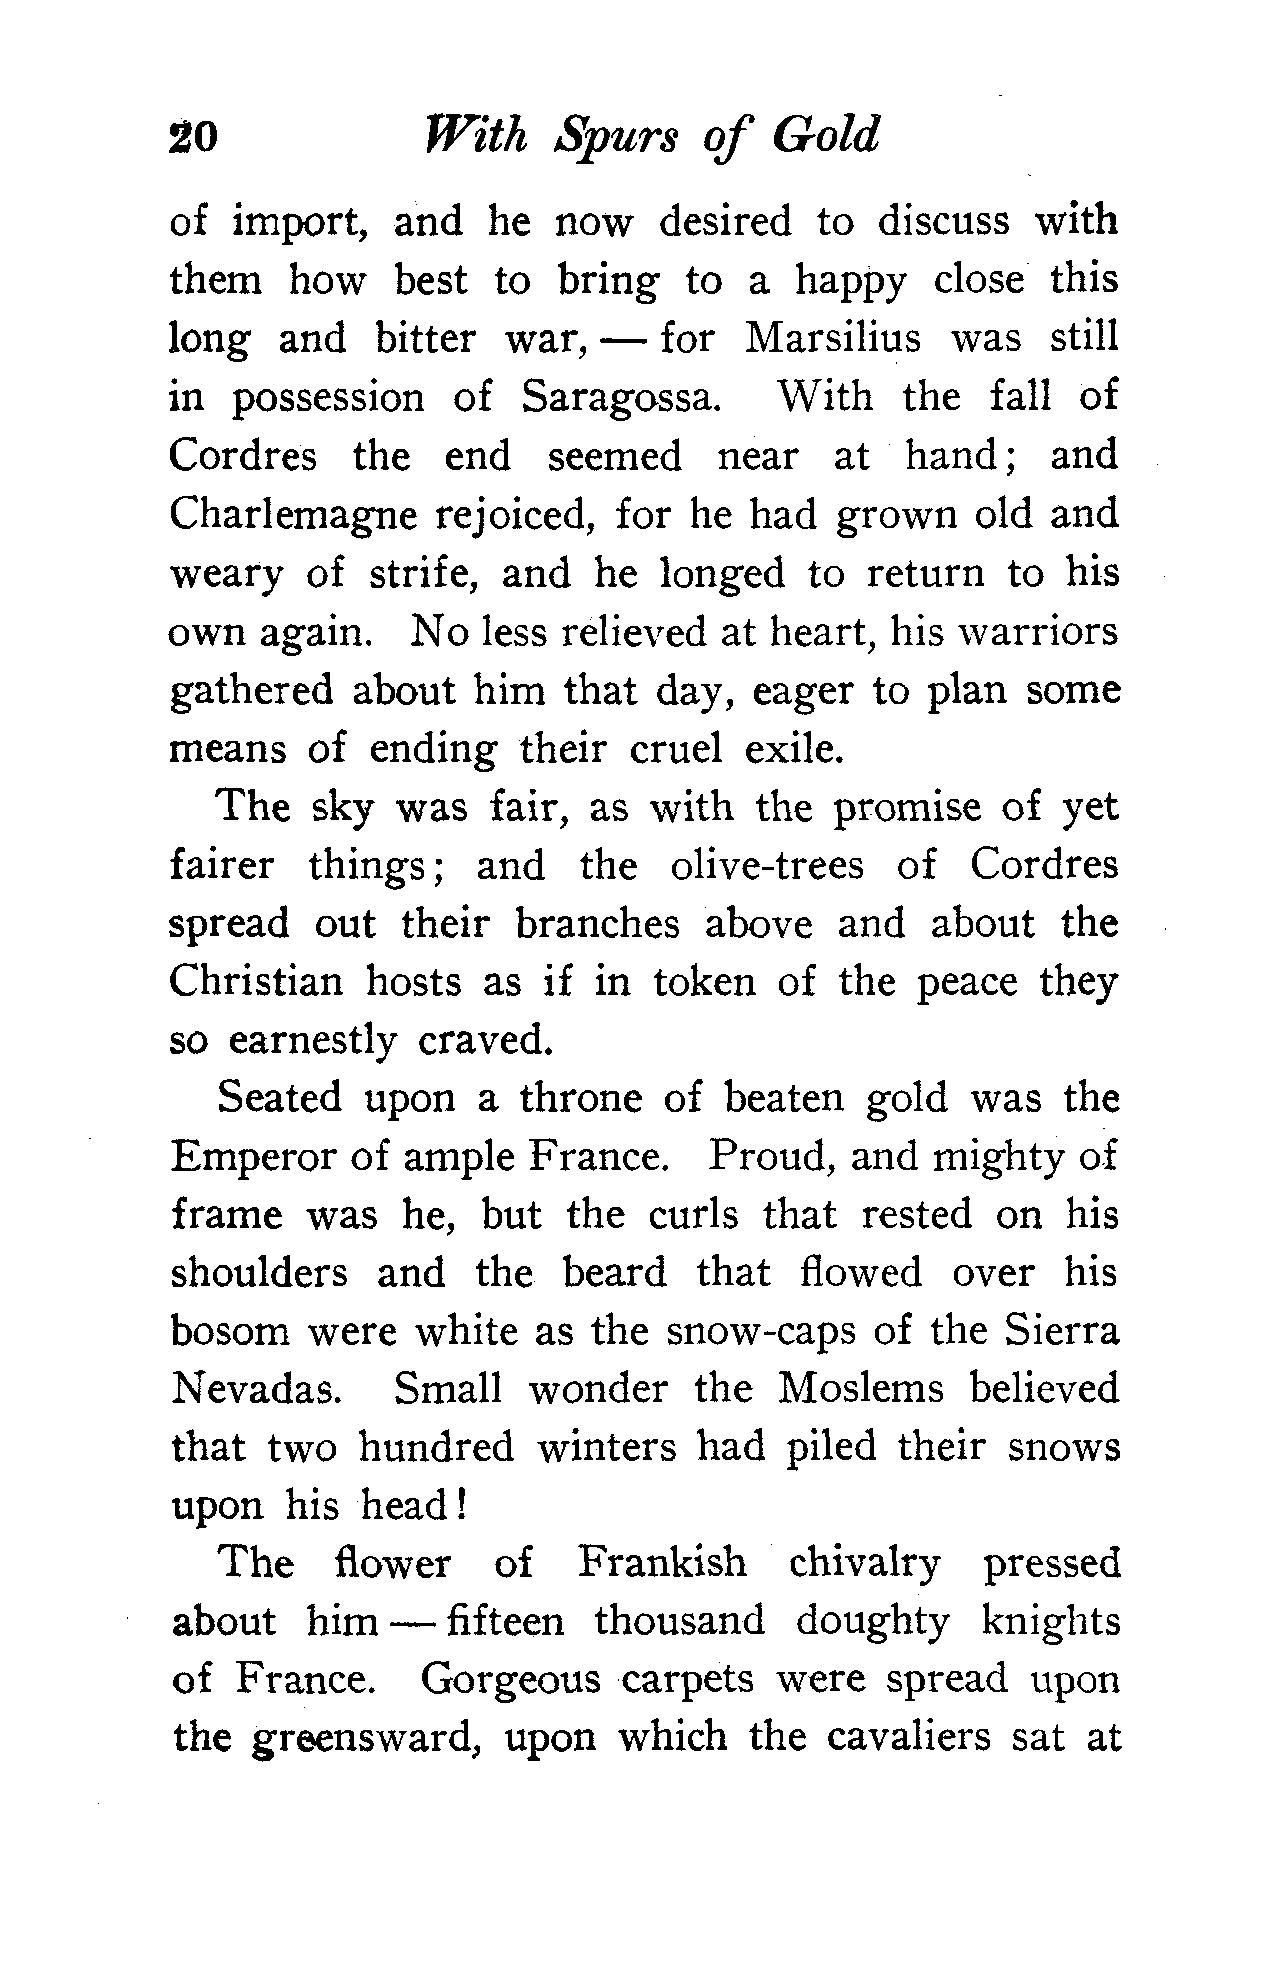 20 With Spurs of Gold
of import, and he now desired to discuss with
them how best to bring to a happy close this
long and bitter war, — for Marsilius was still
in possession of Saragossa. With the fall of
Cordres the end seemed near at hand; and
Charlemagne rejoiced, for he had grown old and
weary of strife, and he longed to return to his
own again. No less relieved at heart, his warriors
gathered about him that day, eager to plan some
means of ending their cruel exile.
The sky was fair, as with the promise of yet
fairer things; and the olive-trees of Cordres
spread out their branches above and about the
Christian hosts as if in token of the peace they
so earnestly craved.
Seated upon a throne of beaten gold was the
Emperor of ample France. Proud, and mighty of
frame was he, but the curls that rested on his
shoulders and the beard that flowed over his
bosom were white as the snow-caps of the Sierra
Nevadas. Small wonder the Moslems believed
that two hundred winters had piled their snows
upon his head!
The flower of Frankish chivalry pressed
about him — fifteen thousand doughty knights
of France. Gorgeous carpets were spread upon
the greensward, upon which the cavaliers sat at